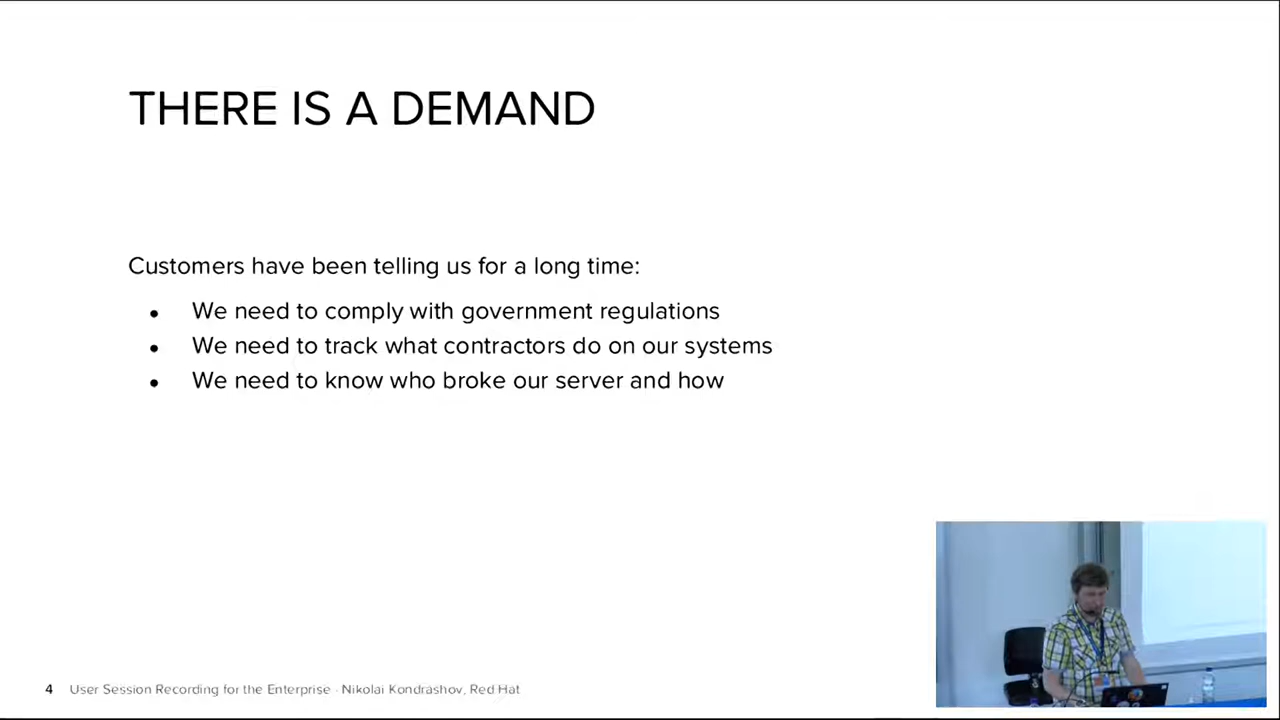 THERE IS A DEMAND
Customers have been telling us for a long time:
• We need to comply with government regulations
• We need to track what contractors do on our systems
• We need to know who broke our server and how
4 User Session Recording for the Enterprise - Nikolai Kondrashov, Red Hat